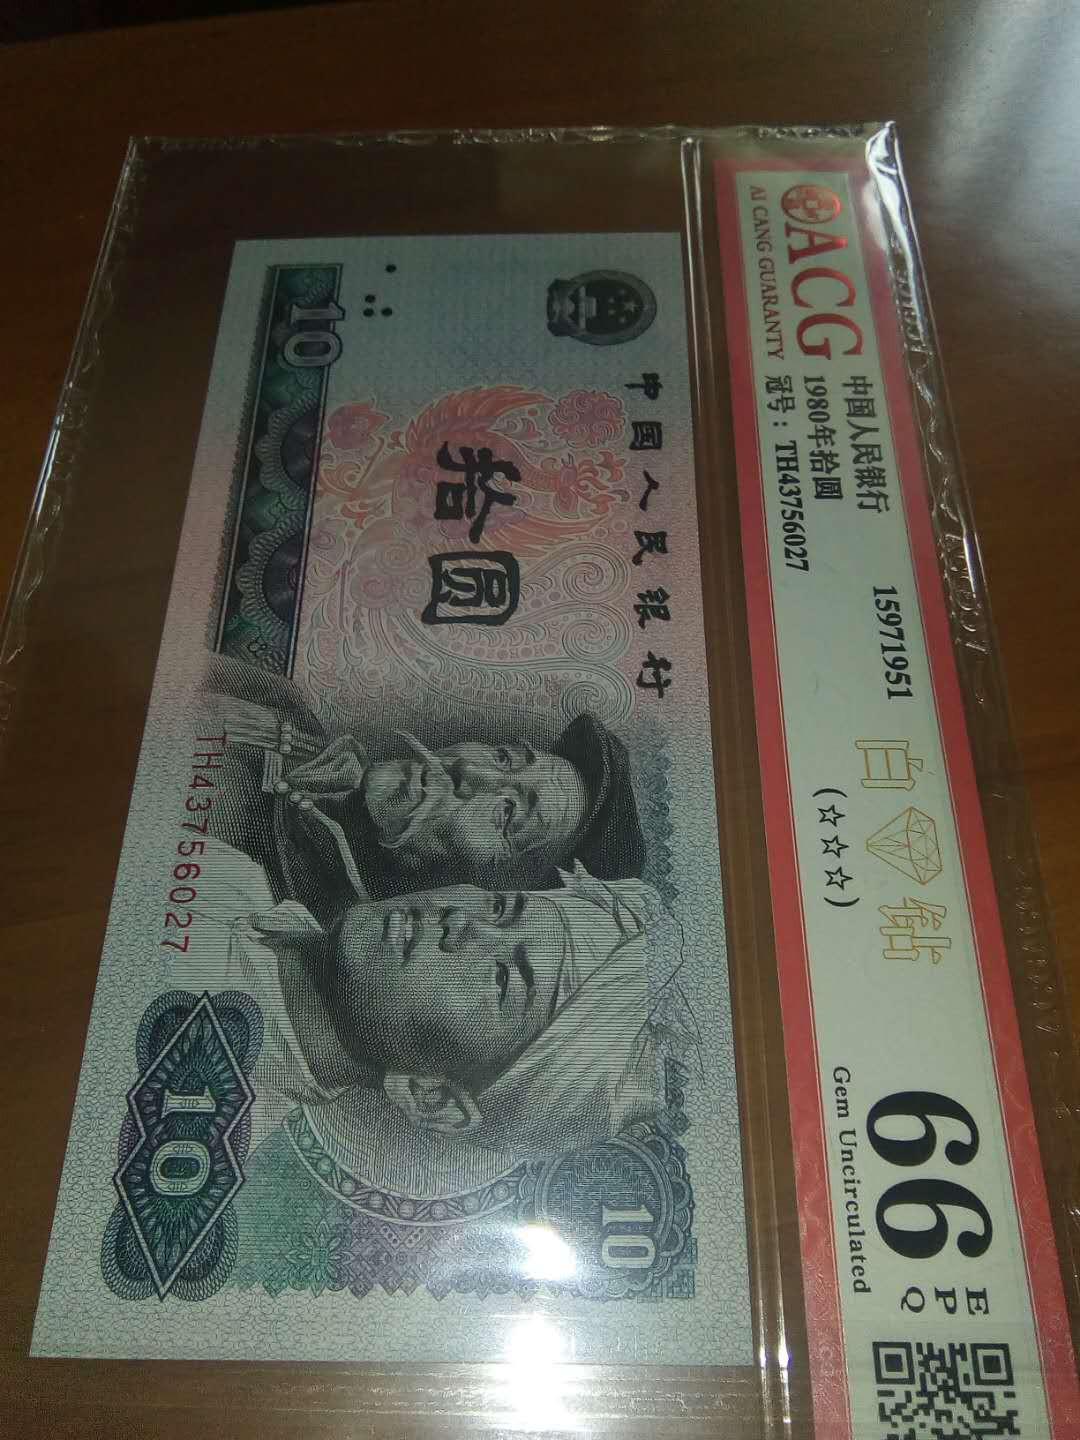 ACG
AI CANG GUARANTY
中国人民银行
1980年拾圆
冠号：TH43756027
15971951
白钻
(☆☆☆)
66
EPQ
Gem Uncirculated
中国人民银行
拾圆
10
TH43756027
10
10